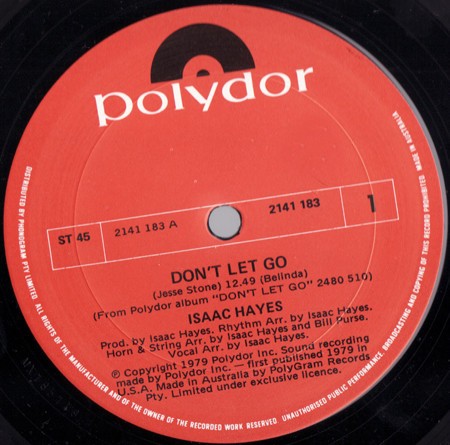 polydor
ST 45
2141 183 A
2141 183
1
DON'T LET GO
(Jesse Stone) 12.49 (Belinda)
(From Polydor album "DON'T LET GO" 2480 510)
ISAAC HAYES
Prod. by Isaac Hayes. Rhythm Arr. by Isaac Hayes.
Horn & String Arr. by Isaac Hayes and Bill Purse.
Vocal Arr. by Isaac Hayes.
℗ Copyright 1979 Polydor Inc. Sound recording
made by Polydor Inc. — first published 1979 in
U.S.A. Made in Australia by PolyGram Records
Pty. Limited under exclusive licence.
DISTRIBUTED BY PHONOGRAM PTY LIMITED. ALL RIGHTS OF THE MANUFACTURER AND OF THE OWNER OF THE RECORDED WORK RESERVED. UNAUTHORISED PUBLIC PERFORMANCE, BROADCASTING AND COPYING OF THIS RECORD PROHIBITED. MADE IN AUSTRALIA